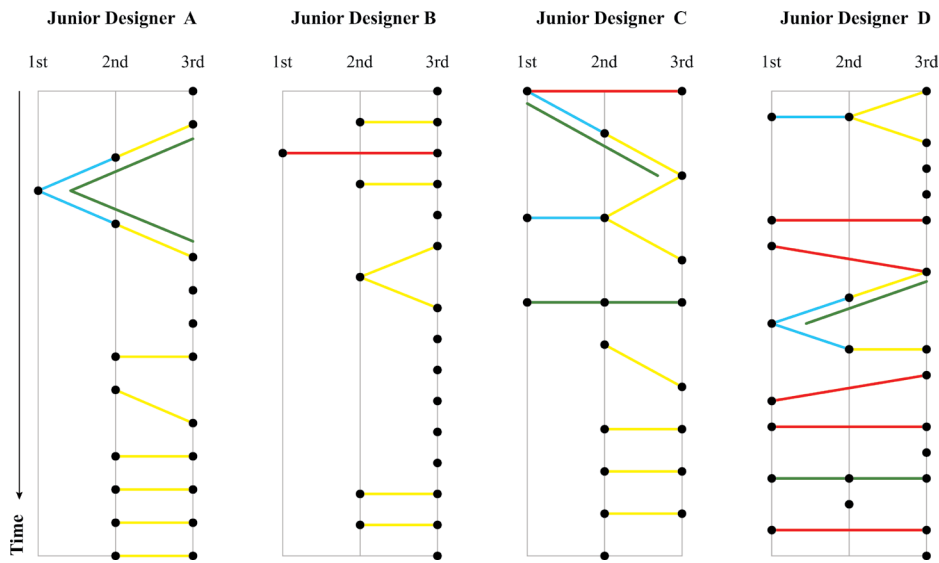 Junior Designer A
Junior Designer B
Junior Designer C
Junior Designer D
1st 2nd 3rd
1st 2nd 3rd
1st 2nd 3rd
1st 2nd 3rd
Time